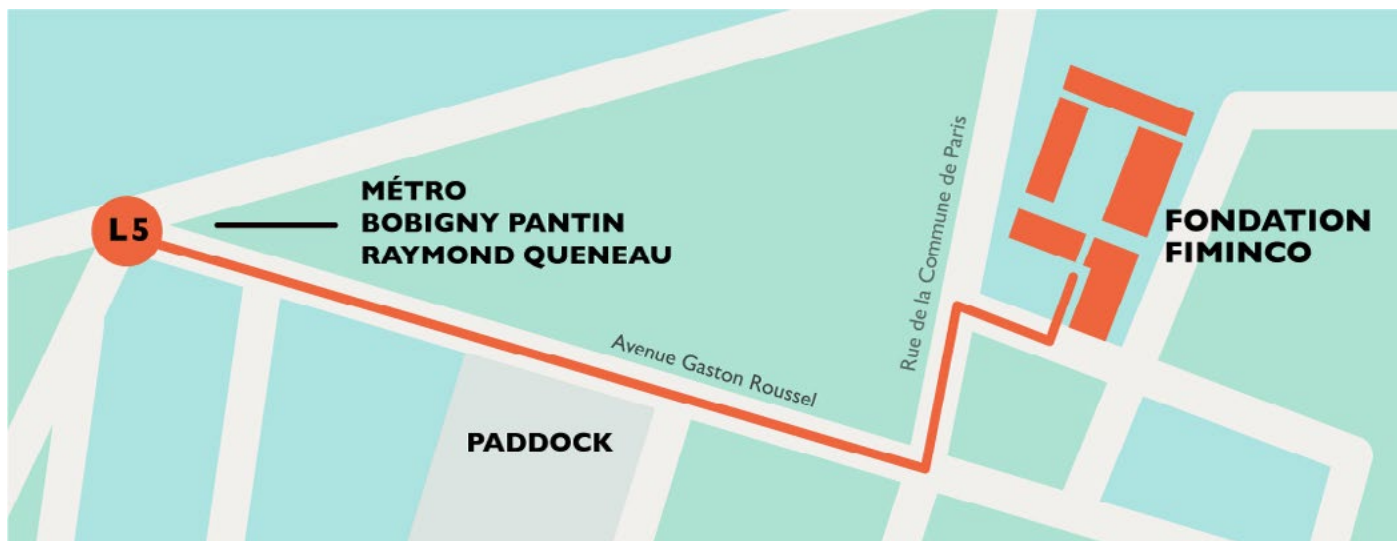 L5
MÉTRO
BOBIGNY PANTIN
RAYMOND QUENEAU
Avenue Gaston Roussel
PADDOCK
Rue de la Commune de Paris
FONDATION
FIMINCO